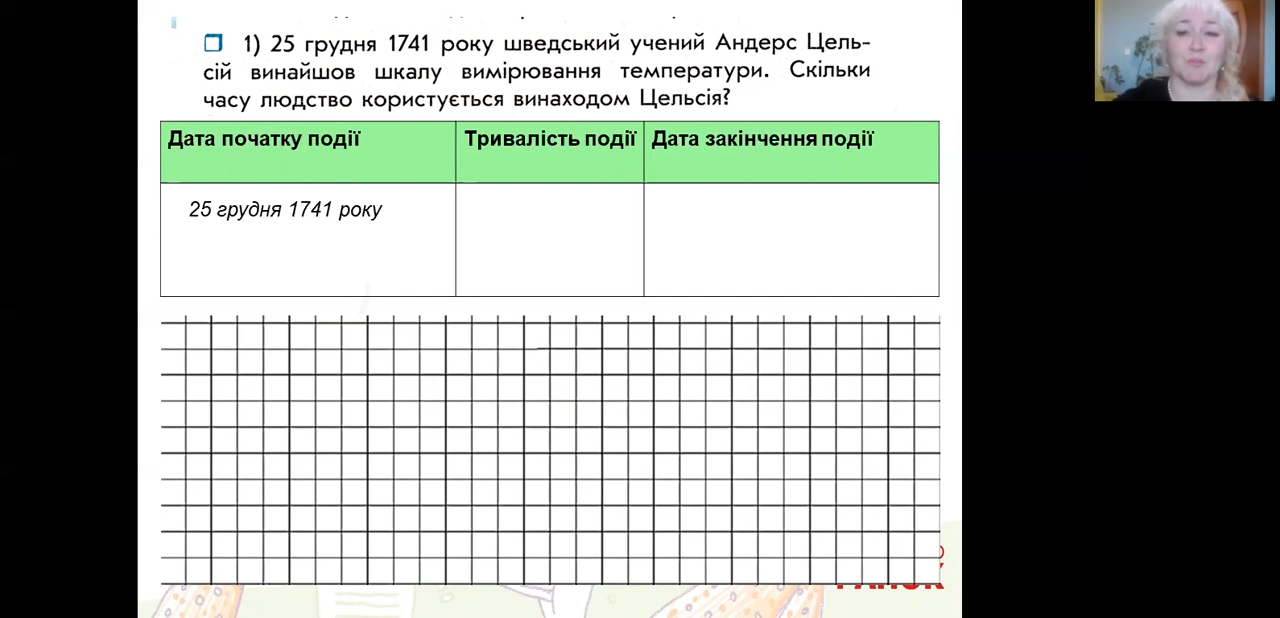 1) 25 грудня 1741 року шведський учений Андерс Цель-
сій винайшов шкалу вимірювання температури. Скільки
часу людство користується винаходом Цельсія?
Дата початку події Тривалість події Дата закінчення події
25 грудня 1741 року